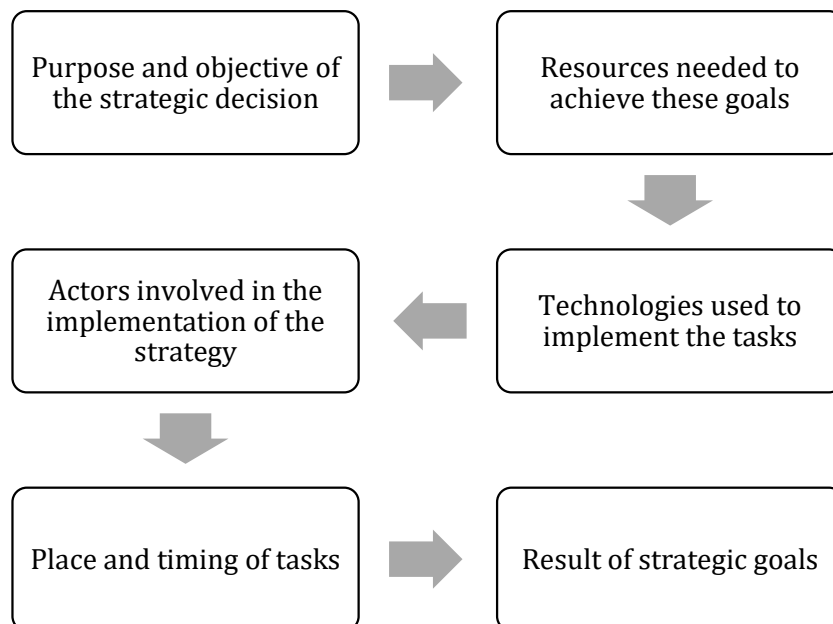 Purpose and objective of
the strategic decision
Resources needed to
achieve these goals
Technologies used to
implement the tasks
Actors involved in the
implementation of the
strategy
Place and timing of tasks
Result of strategic goals